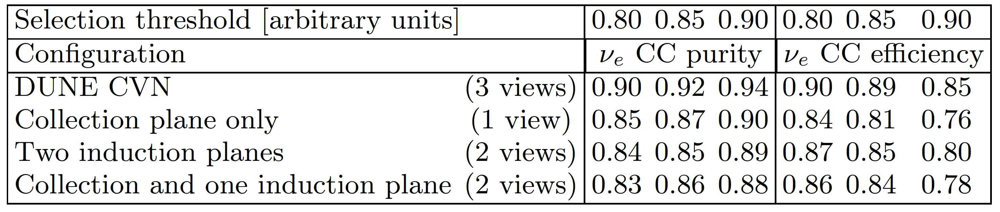 Selection threshold [arbitrary units] 0.80 0.85 0.90 0.80 0.85 0.90
Configuration νe CC purity νe CC efficiency
DUNE CVN (3 views) 0.90 0.92 0.94 0.90 0.89 0.85
Collection plane only (1 view) 0.85 0.87 0.90 0.84 0.81 0.76
Two induction planes (2 views) 0.84 0.85 0.89 0.87 0.85 0.80
Collection and one induction plane (2 views) 0.83 0.86 0.88 0.86 0.84 0.78